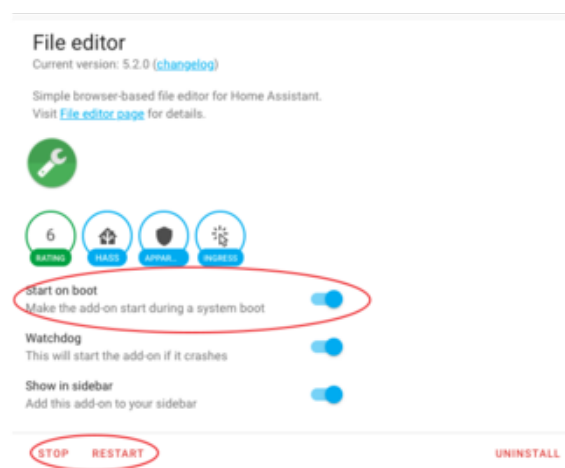 File editor
Current version: 5.2.0 (changelog)
Simple browser-based file editor for Home Assistant.
Visit File editor page for details.
6
RATING HASS APPAR... INGRESS
Start on boot
Make the add-on start during a system boot
Watchdog
This will start the add-on if it crashes
Show in sidebar
Add this add-on to your sidebar
STOP RESTART UNINSTALL